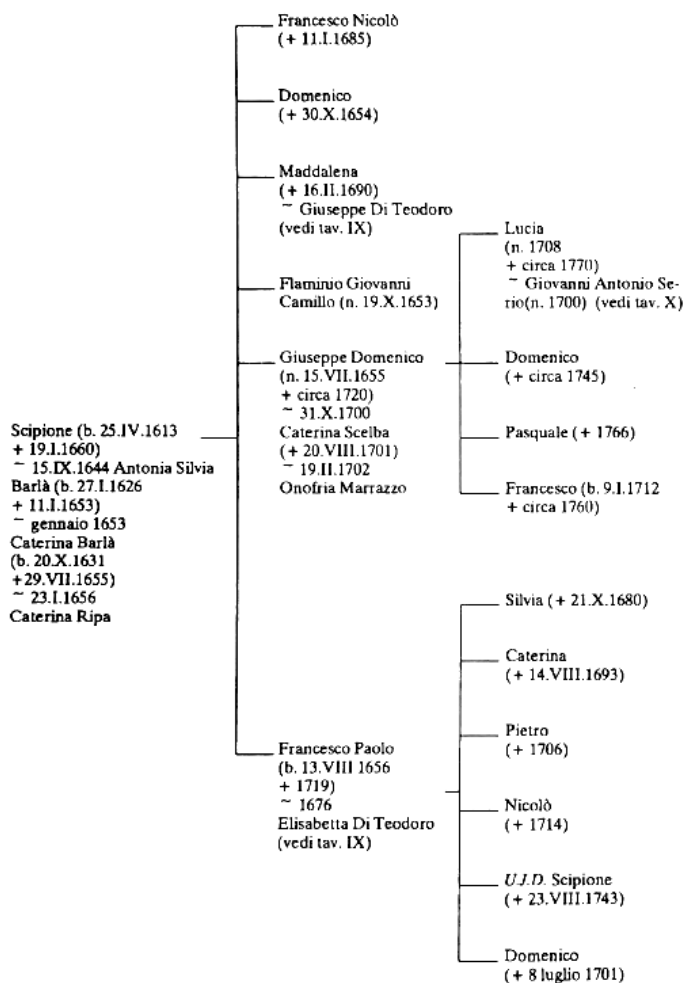 Francesco Nicolò
(+ 11.I.1685)
Domenico
(+ 30.X.1654)
Maddalena
(+ 16.II.1690)
~ Giuseppe Di Teodoro
(vedi tav. IX)
Flaminio Giovanni
Camillo (n. 19.X.1653)
Giuseppe Domenico
(n. 15.VII.1655
+ circa 1720)
~ 31.X.1700
Caterina Scelba
(+ 20.VIII.1701)
~ 19.II.1702
Onofria Marrazzo
Lucia
(n. 1708
+ circa 1770)
~ Giovanni Antonio Se-
rio(n. 1700) (vedi tav. X)
Domenico
(+ circa 1745)
Pasquale (+ 1766)
Francesco (b. 9.I.1712
+ circa 1760)
Scipione (b. 25.IV.1613
+ 19.I.1660)
~ 15.IX.1644 Antonia Silvia
Barlà (b. 27.I.1626
+ 11.I.1653)
~ gennaio 1653
Caterina Barlà
(b. 20.X.1631
+29.VII.1655)
~ 23.I.1656
Caterina Ripa
Francesco Paolo
(b. 13.VIII 1656
+ 1719)
~ 1676
Elisabetta Di Teodoro
(vedi tav. IX)
Silvia (+ 21.X.1680)
Caterina
(+ 14.VIII.1693)
Pietro
(+ 1706)
Nicolò
(+ 1714)
U.J.D. Scipione
(+ 23.VIII.1743)
Domenico
(+ 8 luglio 1701)